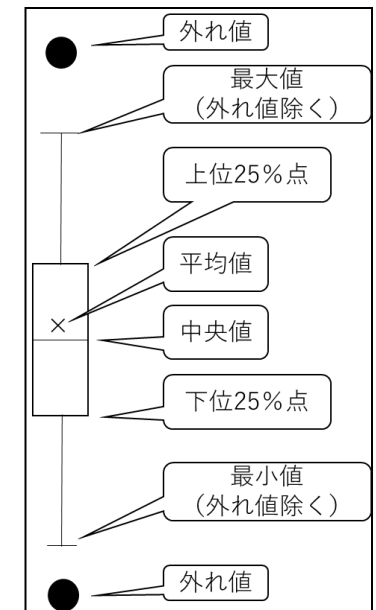 外れ値
最大値
（外れ値除く）
上位25％点
平均値
×
中央値
下位25％点
最小値
（外れ値除く）
外れ値